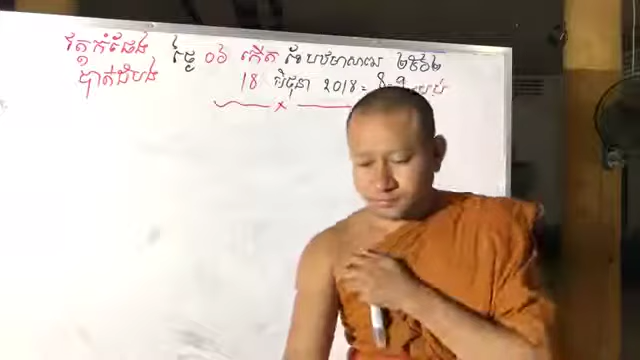 វត្តកំផែង ថ្ងៃ ០៦ កើត ខែបឋមាសាឍ ២៥៦២
បាត់ដំបង 18 មិថុនា 2018